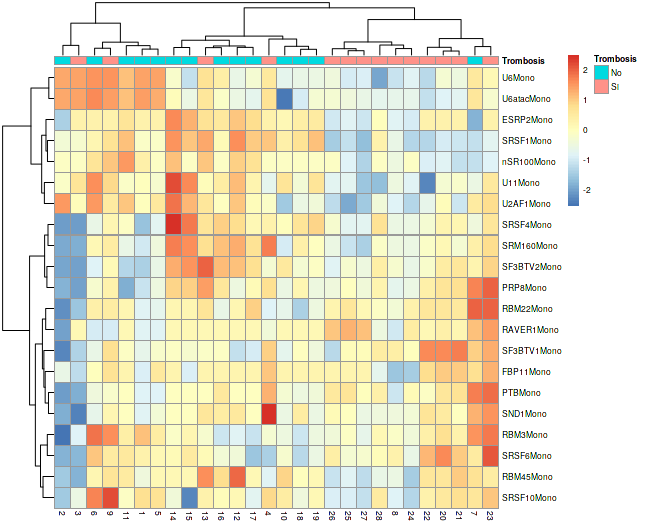 Trombosis
U6Mono
U6atacMono
ESRP2Mono
SRSF1Mono
nSR100Mono
U11Mono
U2AF1Mono
SRSF4Mono
SRM160Mono
SF3BTV2Mono
PRP8Mono
RBM22Mono
RAVER1Mono
SF3BTV1Mono
FBP11Mono
PTBMono
SND1Mono
RBM3Mono
SRSF6Mono
RBM45Mono
SRSF10Mono
2 3 6 9 11 1 5 14 15 13 16 12 17 4 10 18 19 26 25 27 28 8 24 22 20 21 7 23
2
1
0
-1
-2
Trombosis
No
SI